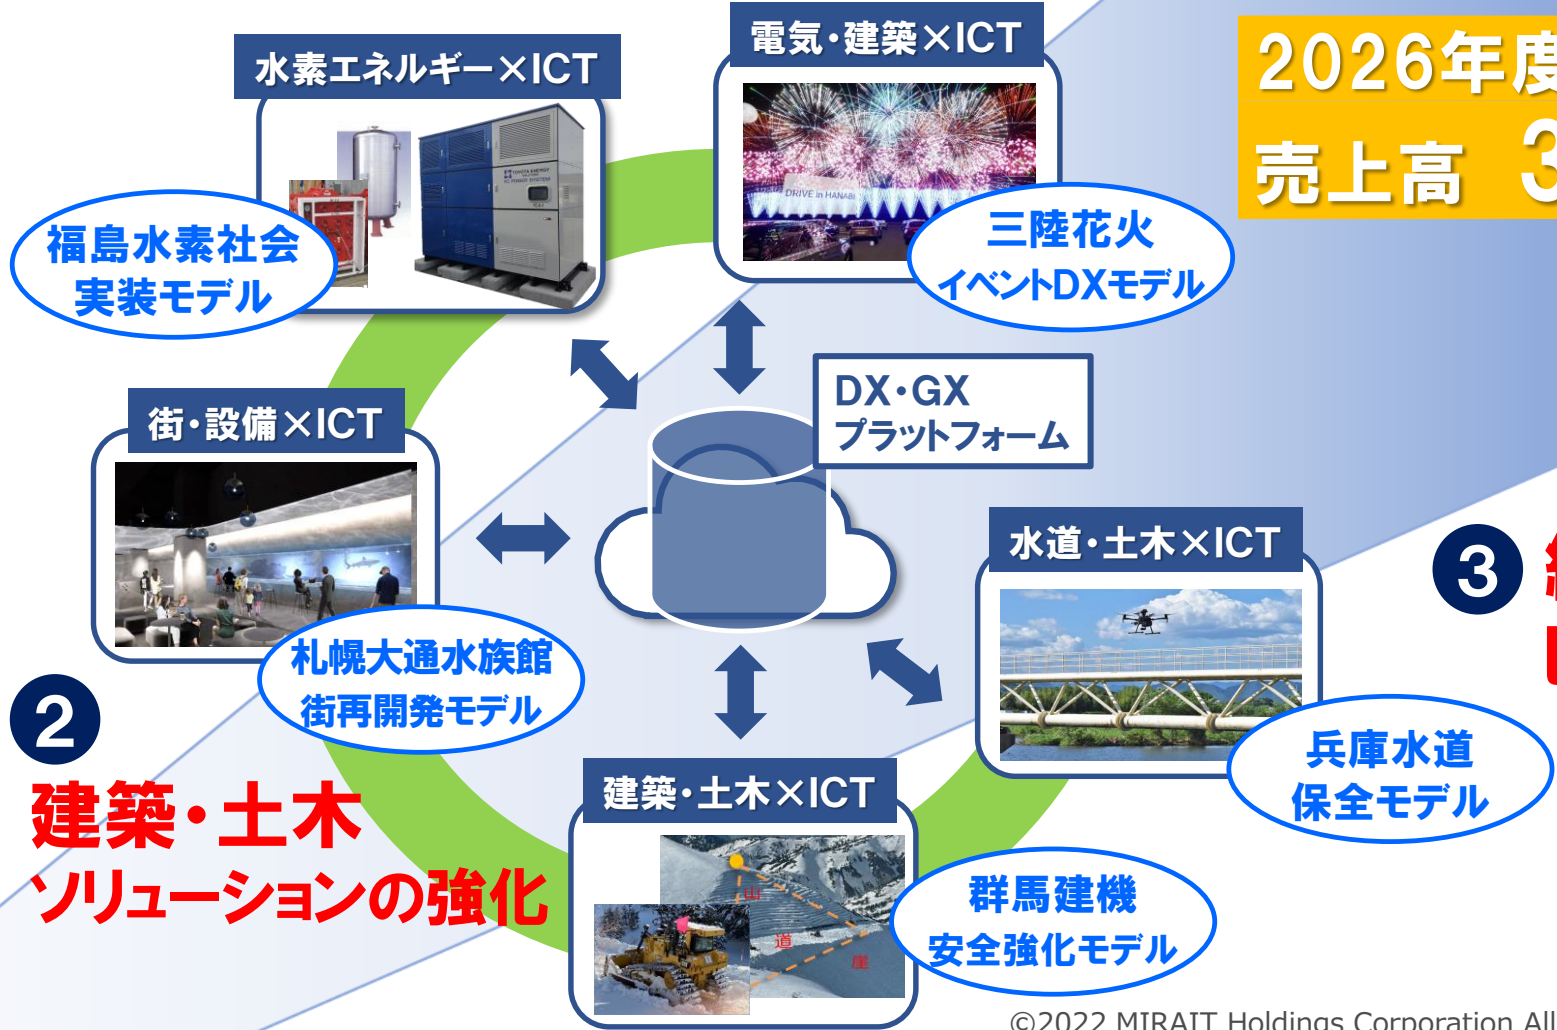 電気・建築×ICT
水素エネルギー×ICT
2026年度
売上高 3
DRIVE in HANABI
福島水素社会
実装モデル
三陸花火
イベントDXモデル
DX・GX
プラットフォーム
街・設備×ICT
水道・土木×ICT
3
札幌大通水族館
街再開発モデル
2
建築・土木
ソリューションの強化
兵庫水道
保全モデル
建築・土木×ICT
山
道
崖
群馬建機
安全強化モデル
©2022 MIRAIT Holdings Corporation All